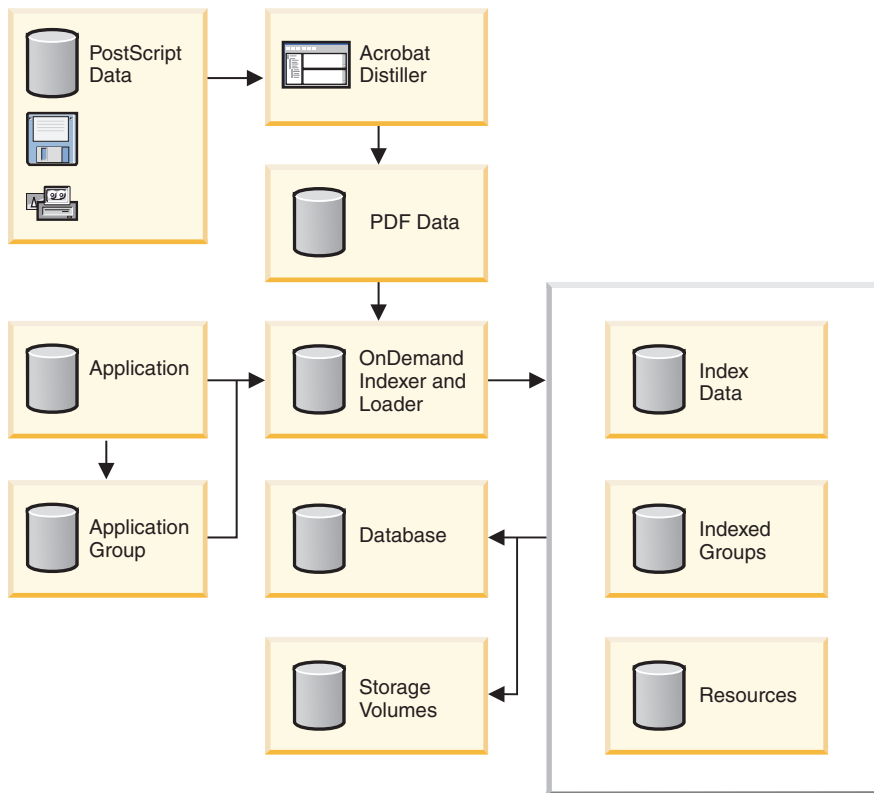 PostScript
Data
Acrobat
Distiller
PDF Data
Application
OnDemand
Indexer and
Loader
Index
Data
Application
Group
Database
Indexed
Groups
Storage
Volumes
Resources